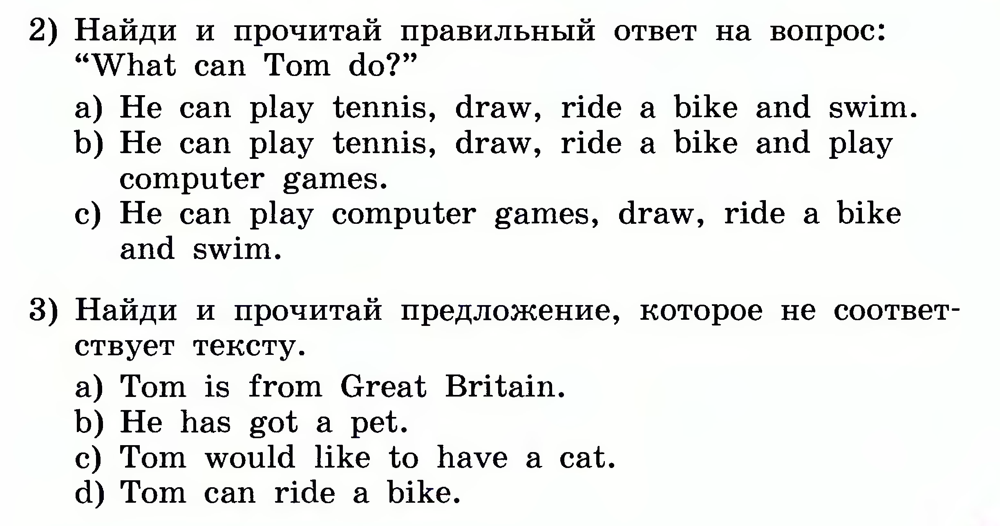 2) Найди и прочитай правильный ответ на вопрос:
“What can Tom do?”
a) He can play tennis, draw, ride a bike and swim.
b) He can play tennis, draw, ride a bike and play
computer games.
c) He can play computer games, draw, ride a bike
and swim.
3) Найди и прочитай предложение, которое не соответ-
ствует тексту.
a) Tom is from Great Britain.
b) He has got a pet.
c) Tom would like to have a cat.
d) Tom can ride a bike.